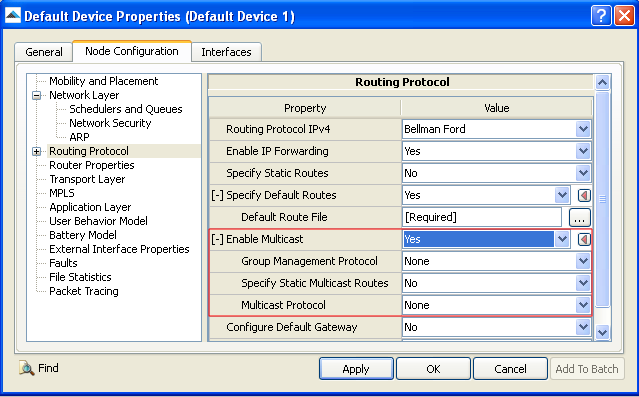 Default Device Properties (Default Device 1)
General Node Configuration Interfaces
Mobility and Placement
Network Layer
Schedulers and Queues
Network Security
ARP
Routing Protocol
Router Properties
Transport Layer
MPLS
Application Layer
User Behavior Model
Battery Model
External Interface Properties
Faults
File Statistics
Packet Tracing
Routing Protocol
Property Value
Routing Protocol IPv4 Bellman Ford
Enable IP Forwarding Yes
Specify Static Routes No
[-] Specify Default Routes Yes
Default Route File [Required] ...
[-] Enable Multicast Yes
Group Management Protocol None
Specify Static Multicast Routes No
Multicast Protocol None
Configure Default Gateway No
Find Apply OK Cancel Add To Batch